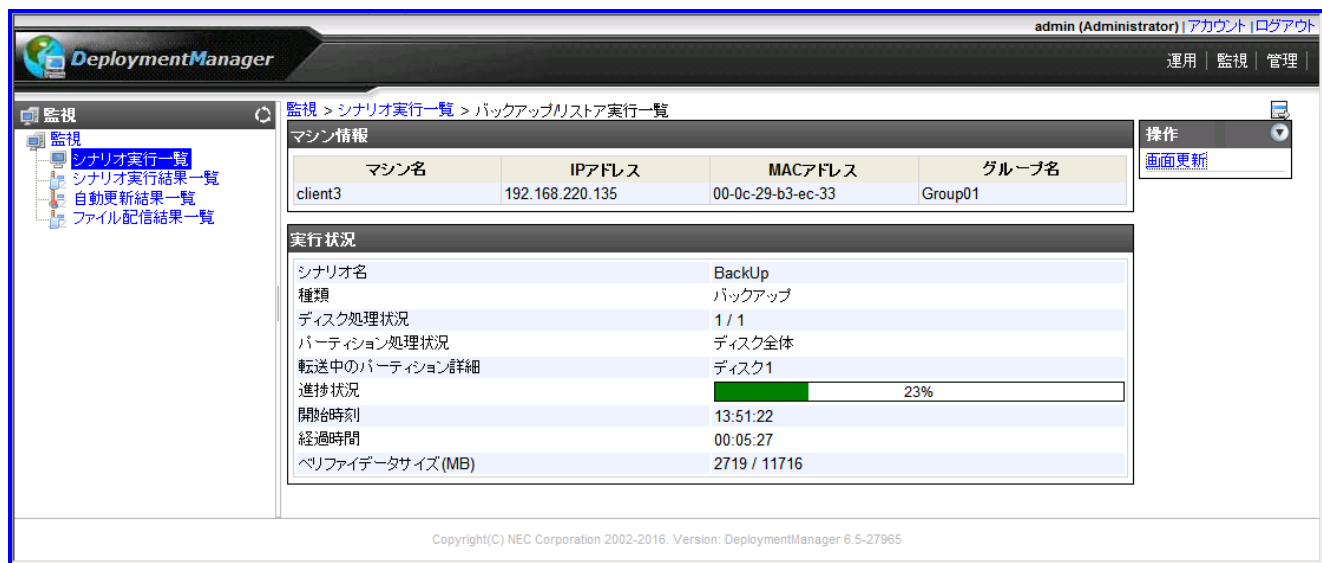 admin (Administrator) | アカウント | ログアウト
DeploymentManager
運用 | 監視 | 管理 |
監視
監視
シナリオ実行一覧
シナリオ実行結果一覧
自動更新結果一覧
ファイル配信結果一覧
監視 > シナリオ実行一覧 > バックアップ/リストア実行一覧
マシン情報
マシン名 IPアドレス MACアドレス グループ名
client3 192.168.220.135 00-0c-29-b3-ec-33 Group01
実行状況
シナリオ名 BackUp
種類 バックアップ
ディスク処理状況 1 / 1
パーティション処理状況 ディスク全体
転送中のパーティション詳細 ディスク1
進捗状況 23%
開始時刻 13:51:22
経過時間 00:05:27
ベリファイデータサイズ(MB) 2719 / 11716
操作
画面更新
Copyright(C) NEC Corporation 2002-2016. Version: DeploymentManager 6.5-27965